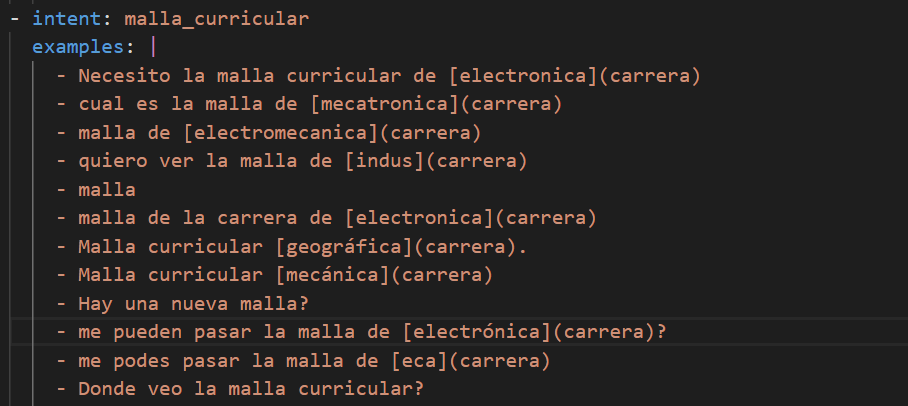 - intent: malla_curricular
examples: |
- Necesito la malla curricular de [electronica](carrera)
- cual es la malla de [mecatronica](carrera)
- malla de [electromecanica](carrera)
- quiero ver la malla de [indus](carrera)
- malla
- malla de la carrera de [electronica](carrera)
- Malla curricular [geográfica](carrera).
- Malla curricular [mecánica](carrera)
- Hay una nueva malla?
- me pueden pasar la malla de [electrónica](carrera)?
- me podes pasar la malla de [eca](carrera)
- Donde veo la malla curricular?